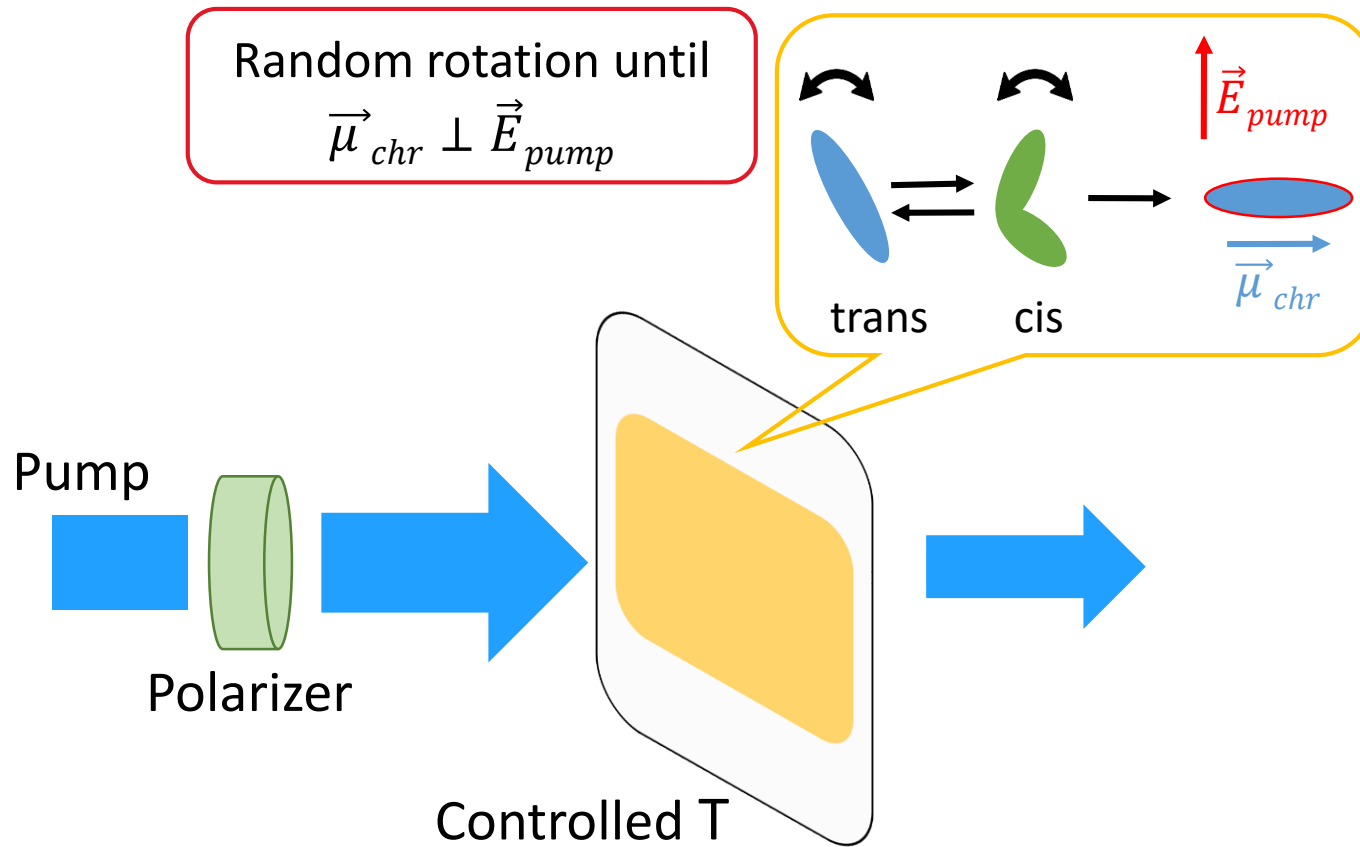 Random rotation until
μ⃗ chr ⊥ E⃗ pump
E⃗ pump
μ⃗ chr
trans
cis
Pump
Polarizer
Controlled T